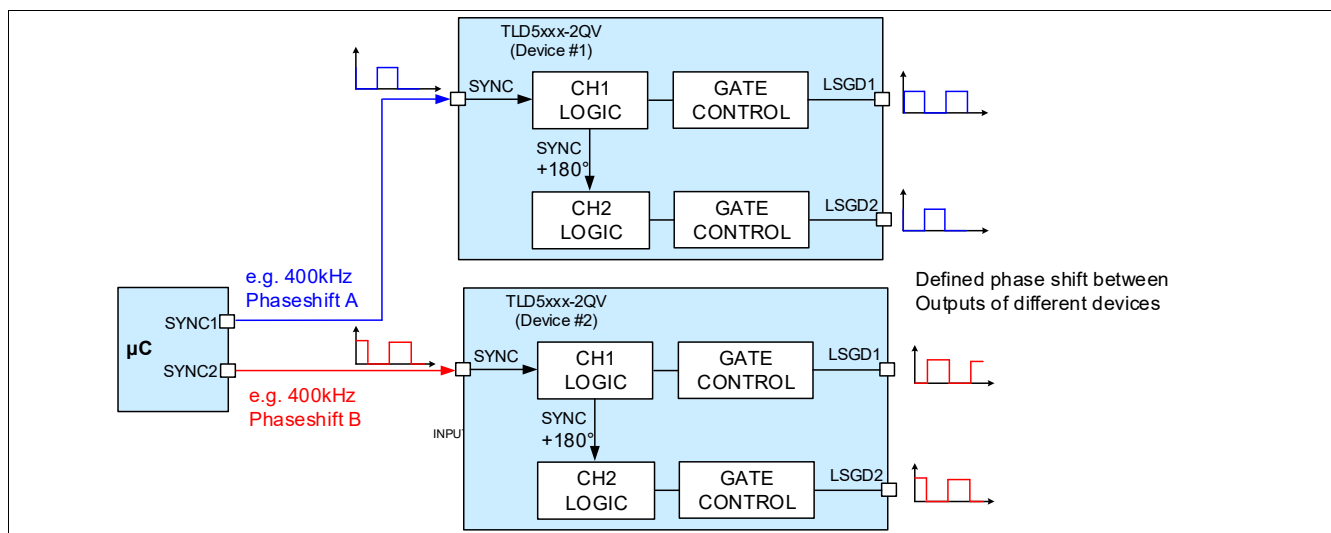 TLD5xxx-2QV
(Device #1)
SYNC
CH1
LOGIC
GATE
CONTROL
LSGD1
SYNC
+180°
CH2
LOGIC
GATE
CONTROL
LSGD2
e.g. 400kHz
Phaseshift A
µC
SYNC1
SYNC2
e.g. 400kHz
Phaseshift B
Defined phase shift between
Outputs of different devices
TLD5xxx-2QV
(Device #2)
SYNC
CH1
LOGIC
GATE
CONTROL
LSGD1
INPUT
SYNC
+180°
CH2
LOGIC
GATE
CONTROL
LSGD2